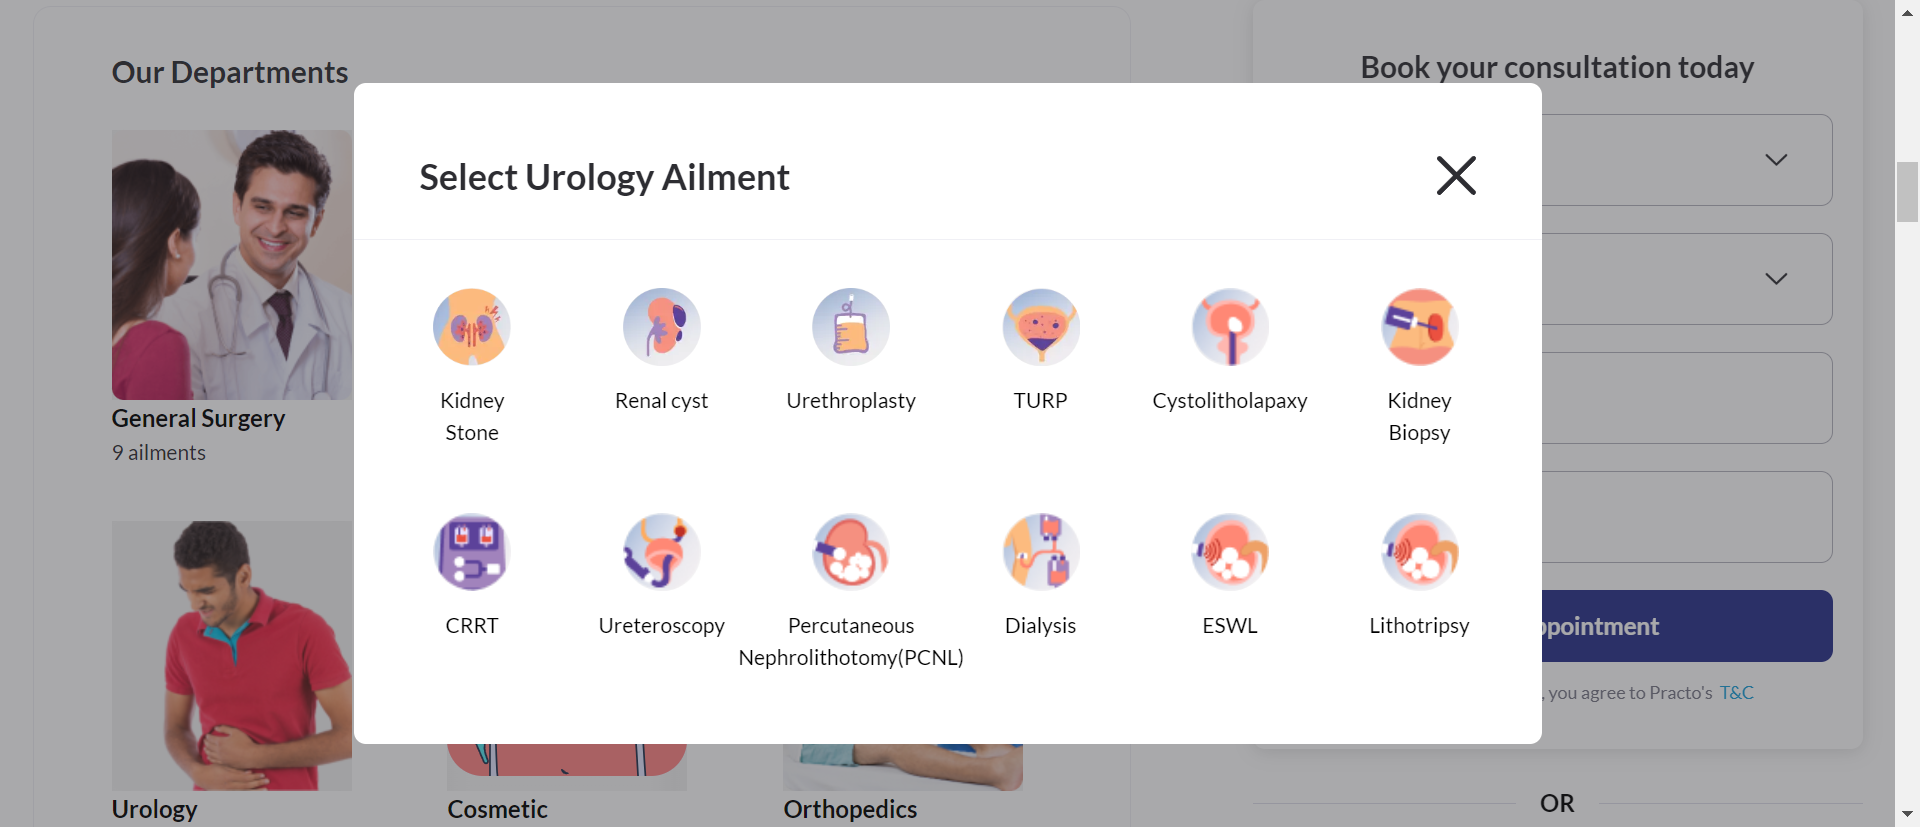 Our Departments
Book your consultation today
Select Urology Ailment
Kidney
Stone
Renal cyst
Urethroplasty
TURP
Cystolitholapaxy
Kidney
Biopsy
General Surgery
9 ailments
CRRT
Ureteroscopy
Percutaneous
Nephrolithotomy(PCNL)
Dialysis
ESWL
Lithotripsy
ppointment
, you agree to Practo's T&C
Urology
Cosmetic
Orthopedics
OR